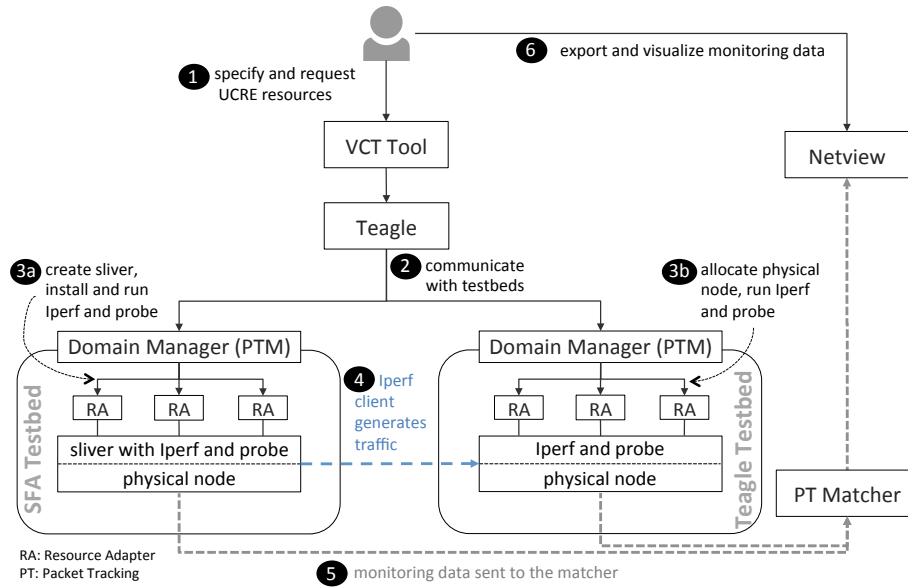 1 specify and request
UCRE resources
6 export and visualize monitoring data
VCT Tool
Netview
Teagle
3a create sliver,
install and run
Iperf and probe
2 communicate
with testbeds
3b allocate physical
node, run Iperf
and probe
Domain Manager (PTM)
Domain Manager (PTM)
SFA Testbed
RA
RA
RA
4 Iperf
client
generates
traffic
RA
RA
RA
Teagle Testbed
sliver with Iperf and probe
physical node
Iperf and probe
physical node
PT Matcher
RA: Resource Adapter
PT: Packet Tracking
5 monitoring data sent to the matcher